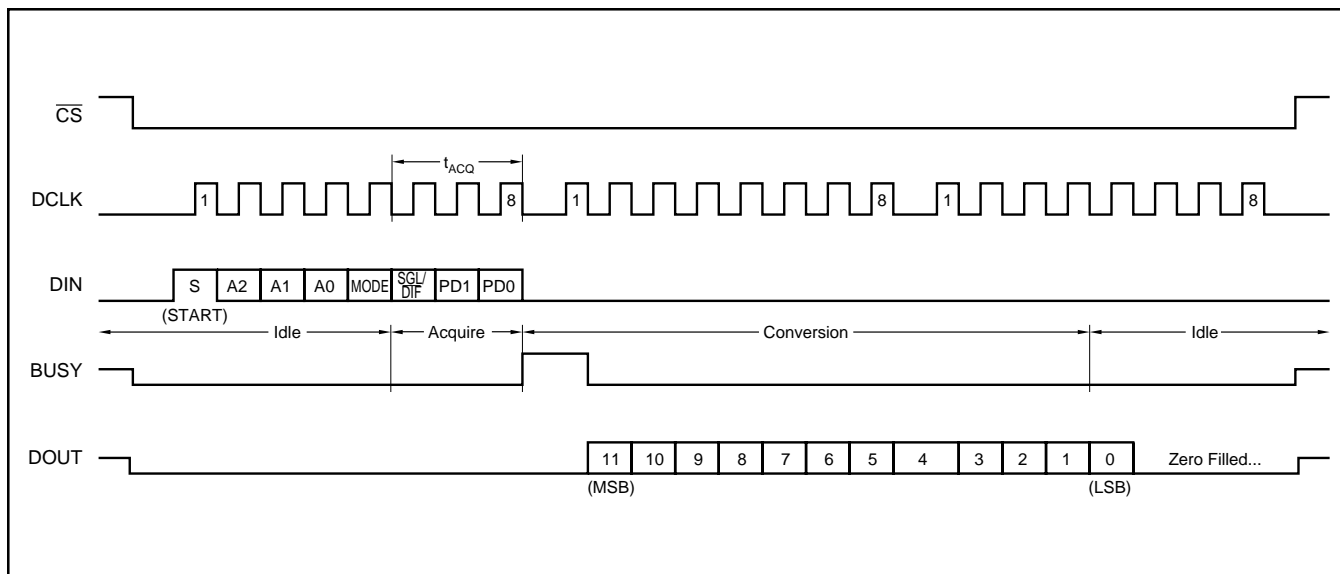 CS
tACQ
DCLK 1 8 1 8 1 8
DIN S A2 A1 A0 MODE SGL/DIF PD1 PD0
(START)
Idle Acquire Conversion Idle
BUSY
DOUT 11 10 9 8 7 6 5 4 3 2 1 0 Zero Filled...
(MSB) (LSB)